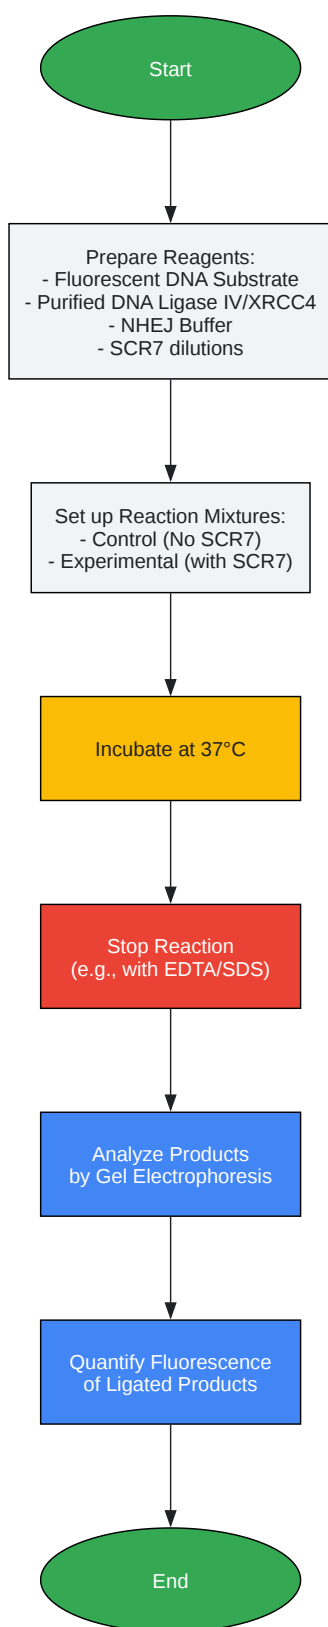 Start
Prepare Reagents:
- Fluorescent DNA Substrate
- Purified DNA Ligase IV/XRCC4
- NHEJ Buffer
- SCR7 dilutions
Set up Reaction Mixtures:
- Control (No SCR7)
- Experimental (with SCR7)
Incubate at 37°C
Stop Reaction
(e.g., with EDTA/SDS)
Analyze Products
by Gel Electrophoresis
Quantify Fluorescence
of Ligated Products
End